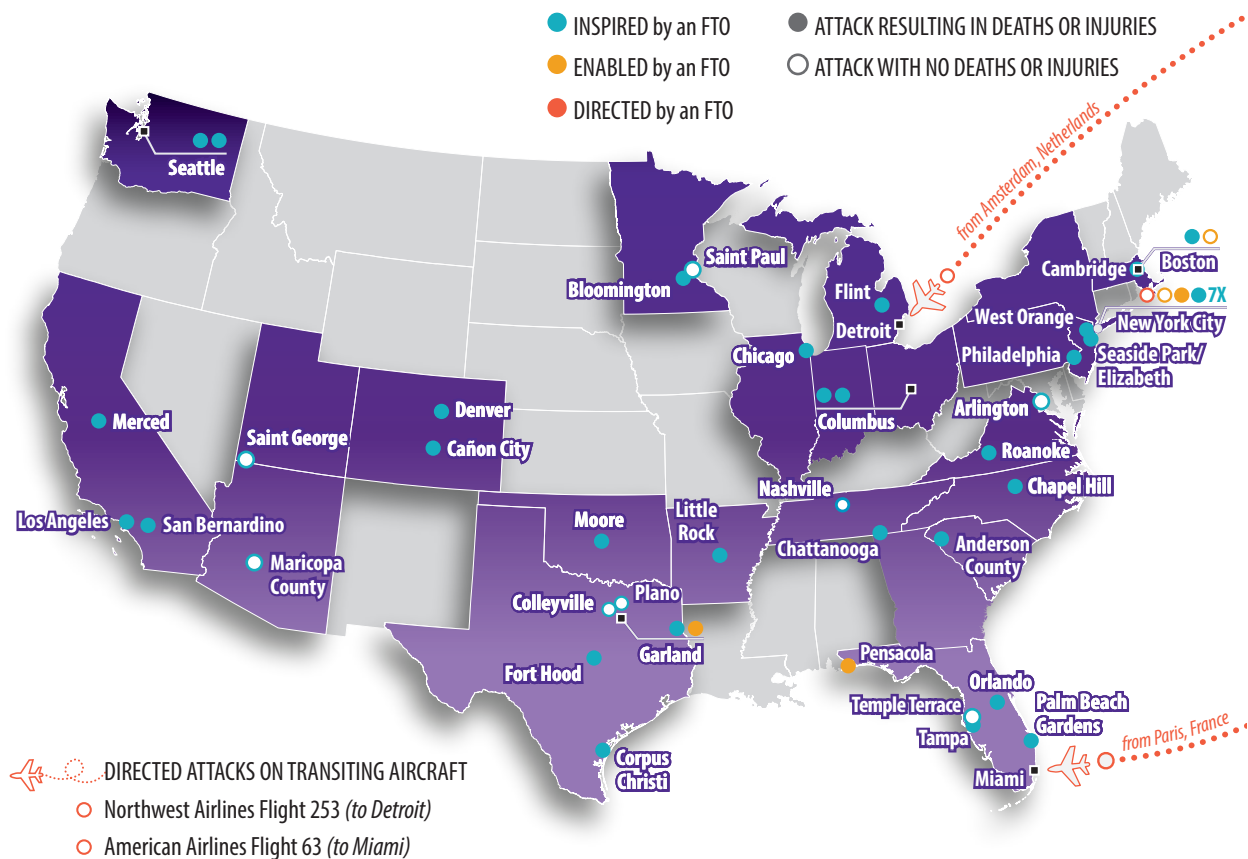 INSPIRED by an FTO
ENABLED by an FTO
DIRECTED by an FTO
ATTACK RESULTING IN DEATHS OR INJURIES
ATTACK WITH NO DEATHS OR INJURIES
from Amsterdam, Netherlands
Seattle
Saint Paul
Bloomington
Flint
Detroit
Cambridge
Boston
7X
West Orange
New York City
Philadelphia
Seaside Park/
Elizabeth
Chicago
Columbus
Arlington
Roanoke
Merced
Denver
Saint George
Cañon City
Nashville
Chapel Hill
Los Angeles
San Bernardino
Moore
Little
Rock
Chattanooga
Anderson
County
Maricopa
County
Colleyville
Plano
Garland
Fort Hood
Pensacola
Orlando
Temple Terrace
Palm Beach
Gardens
Tampa
from Paris, France
Miami
Corpus
Christi
DIRECTED ATTACKS ON TRANSITING AIRCRAFT
Northwest Airlines Flight 253 (to Detroit)
American Airlines Flight 63 (to Miami)